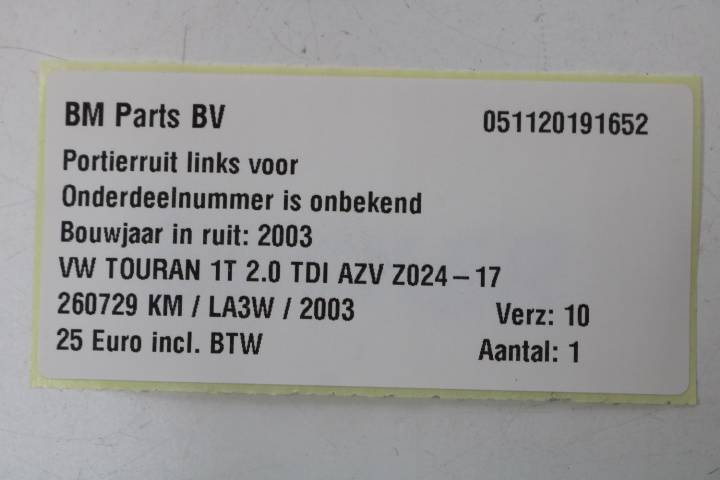 BM Parts BV 051120191652
Portierruit links voor
Onderdeelnummer is onbekend
Bouwjaar in ruit: 2003
VW TOURAN 1T 2.0 TDI AZV Z024-17
260729 KM / LA3W / 2003 Verz: 10
25 Euro incl. BTW Aantal: 1